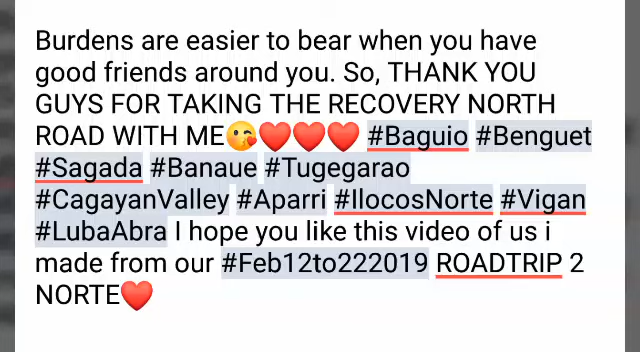 Burdens are easier to bear when you have
good friends around you. So, THANK YOU
GUYS FOR TAKING THE RECOVERY NORTH
ROAD WITH ME😘❤️❤️❤️ #Baguio #Benguet
#Sagada #Banaue #Tugegarao
#CagayanValley #Aparri #IlocosNorte #Vigan
#LubaAbra I hope you like this video of us i
made from our #Feb12to222019 ROADTRIP 2
NORTE❤️